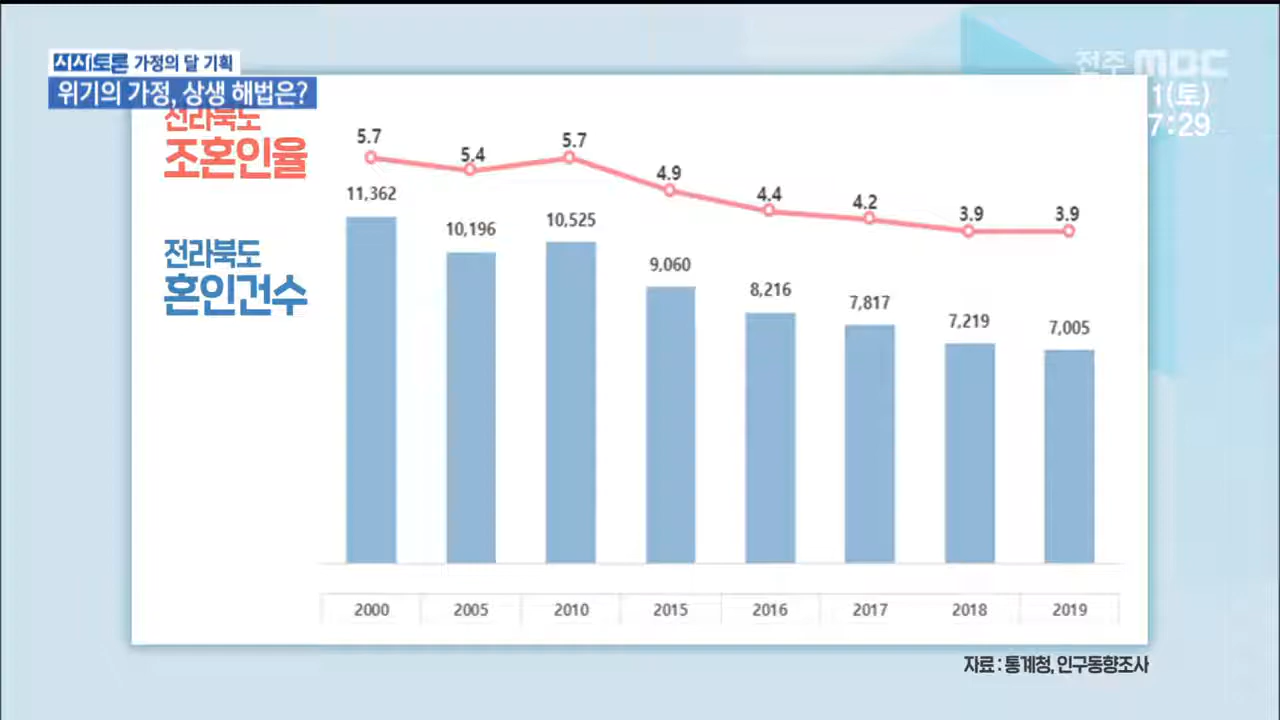 시사토론 가정의 달 기획
위기의 가정, 상생 해법은?
전주 MBC
1(토)
7:29
전라북도
조혼인율
5.7
5.4
5.7
4.9
4.4
4.2
3.9
3.9
전라북도
혼인건수
11,362
10,196
10,525
9,060
8,216
7,817
7,219
7,005
2000 2005 2010 2015 2016 2017 2018 2019
자료 : 통계청, 인구동향조사